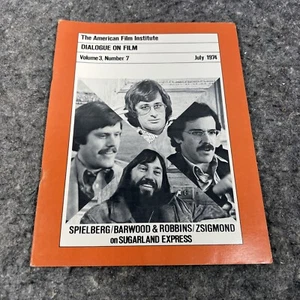 The American Film Institute
DIALOGUE ON FILM
Volume 3, Number 7 July 1974
SPIELBERG/BARWOOD & ROBBINS/ZSIGMOND
on SUGARLAND EXPRESS